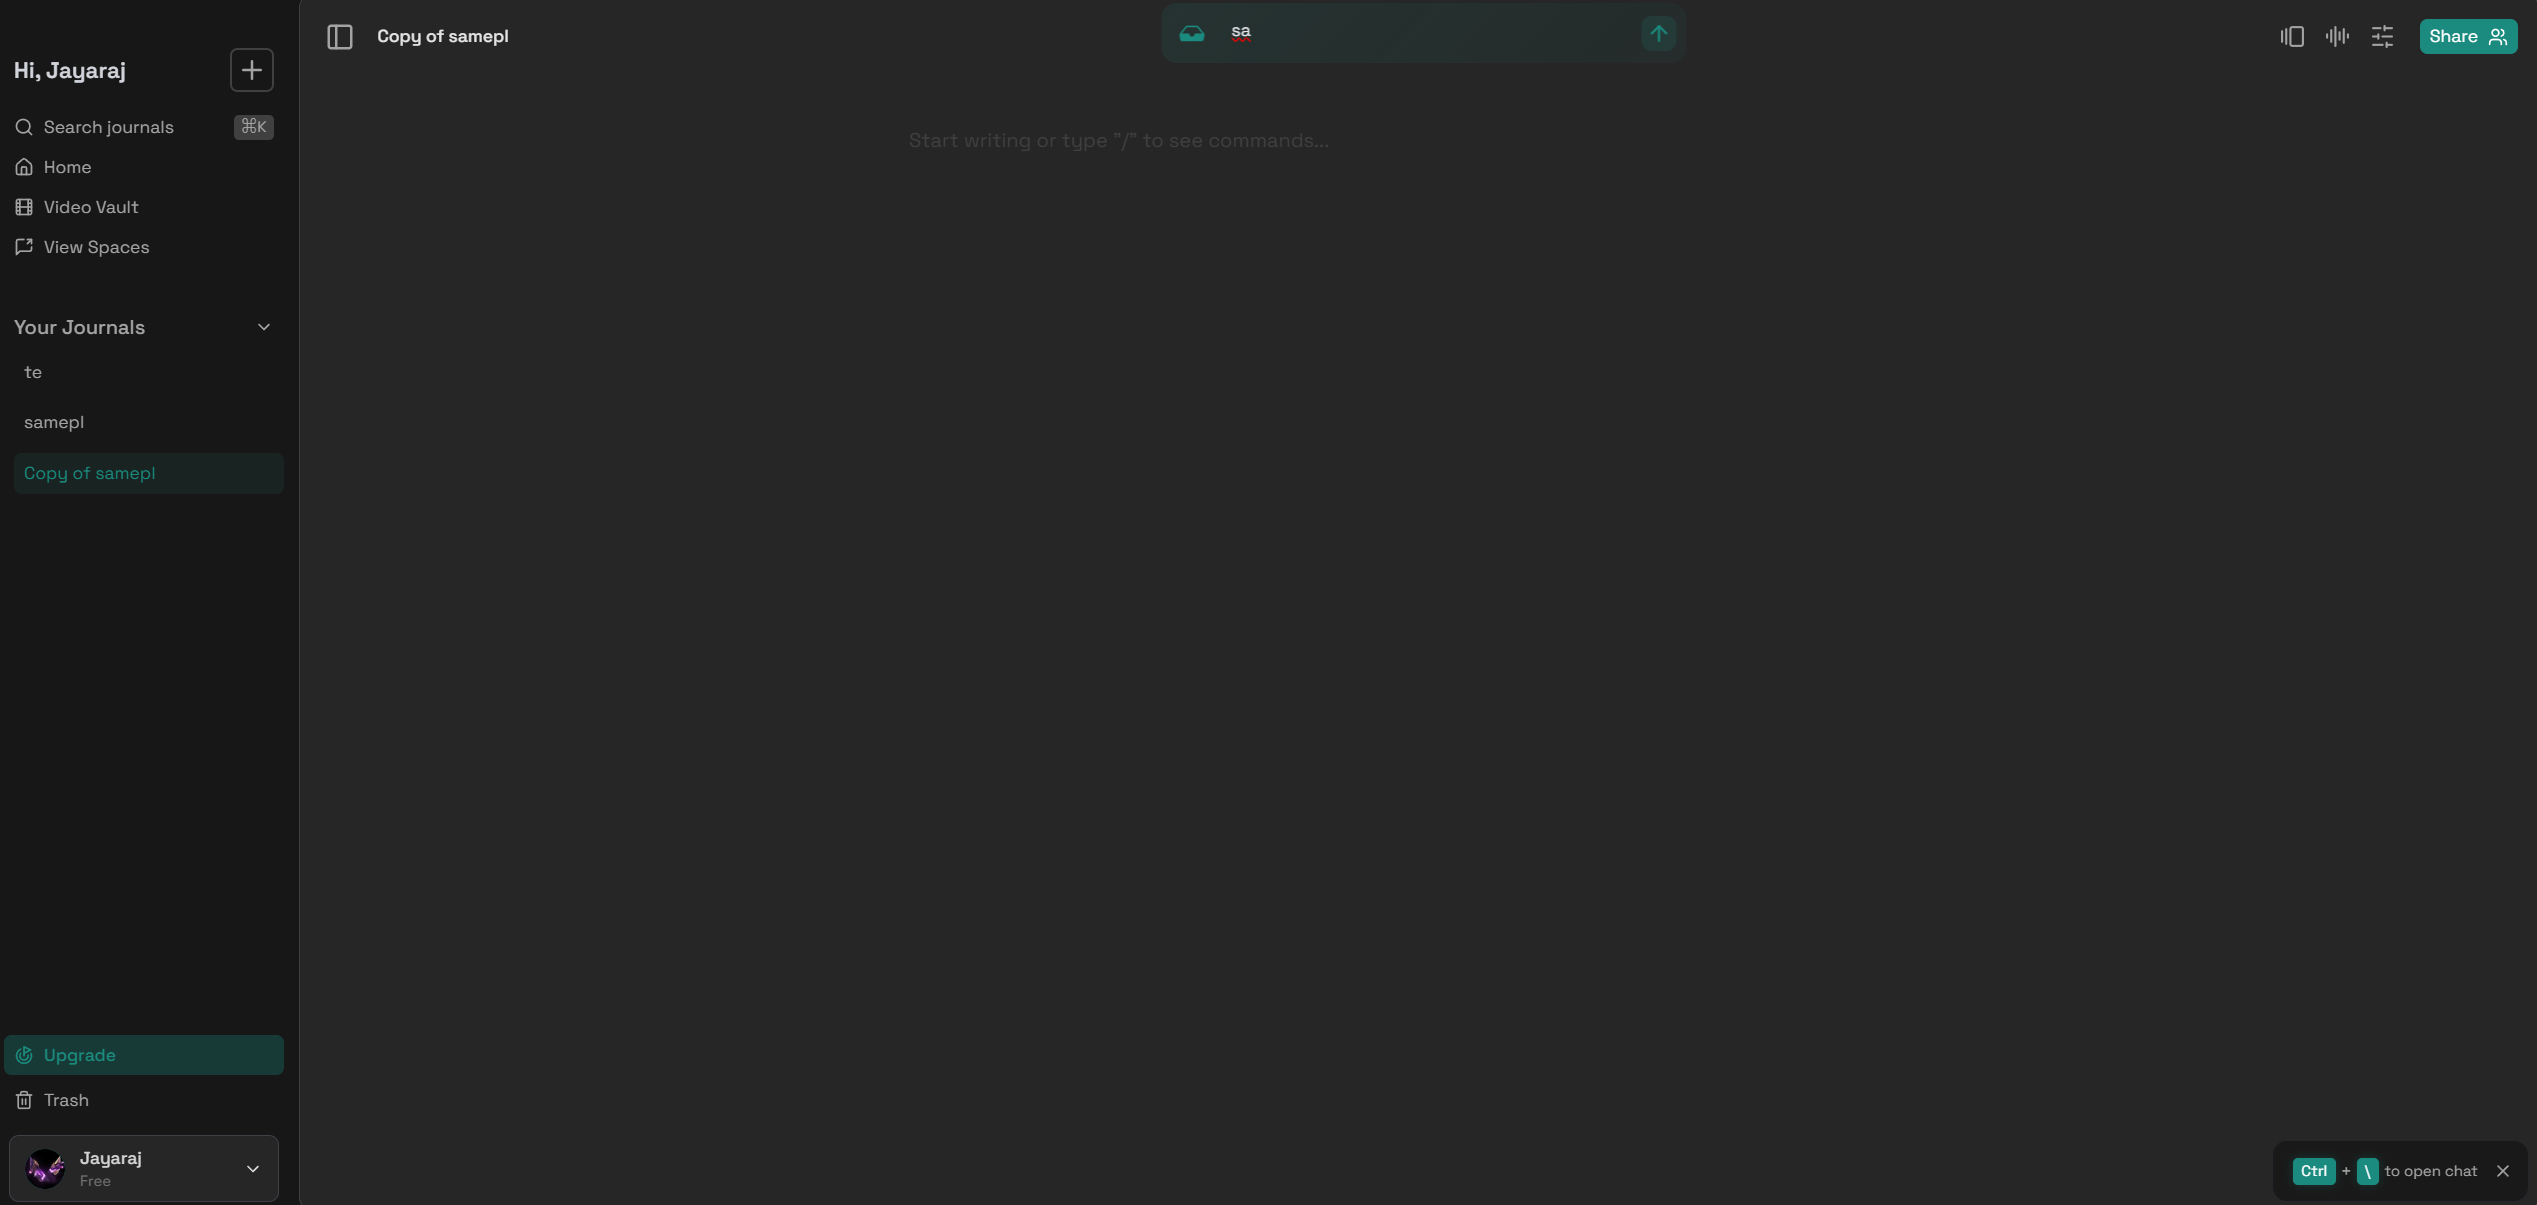 Hi, Jayaraj
Search journals ⌘K
Home
Video Vault
View Spaces
Your Journals
te
samepl
Copy of samepl
Upgrade
Trash
Jayaraj
Free
Copy of samepl
sa
Share
Start writing or type "/" to see commands...
Ctrl + \ to open chat